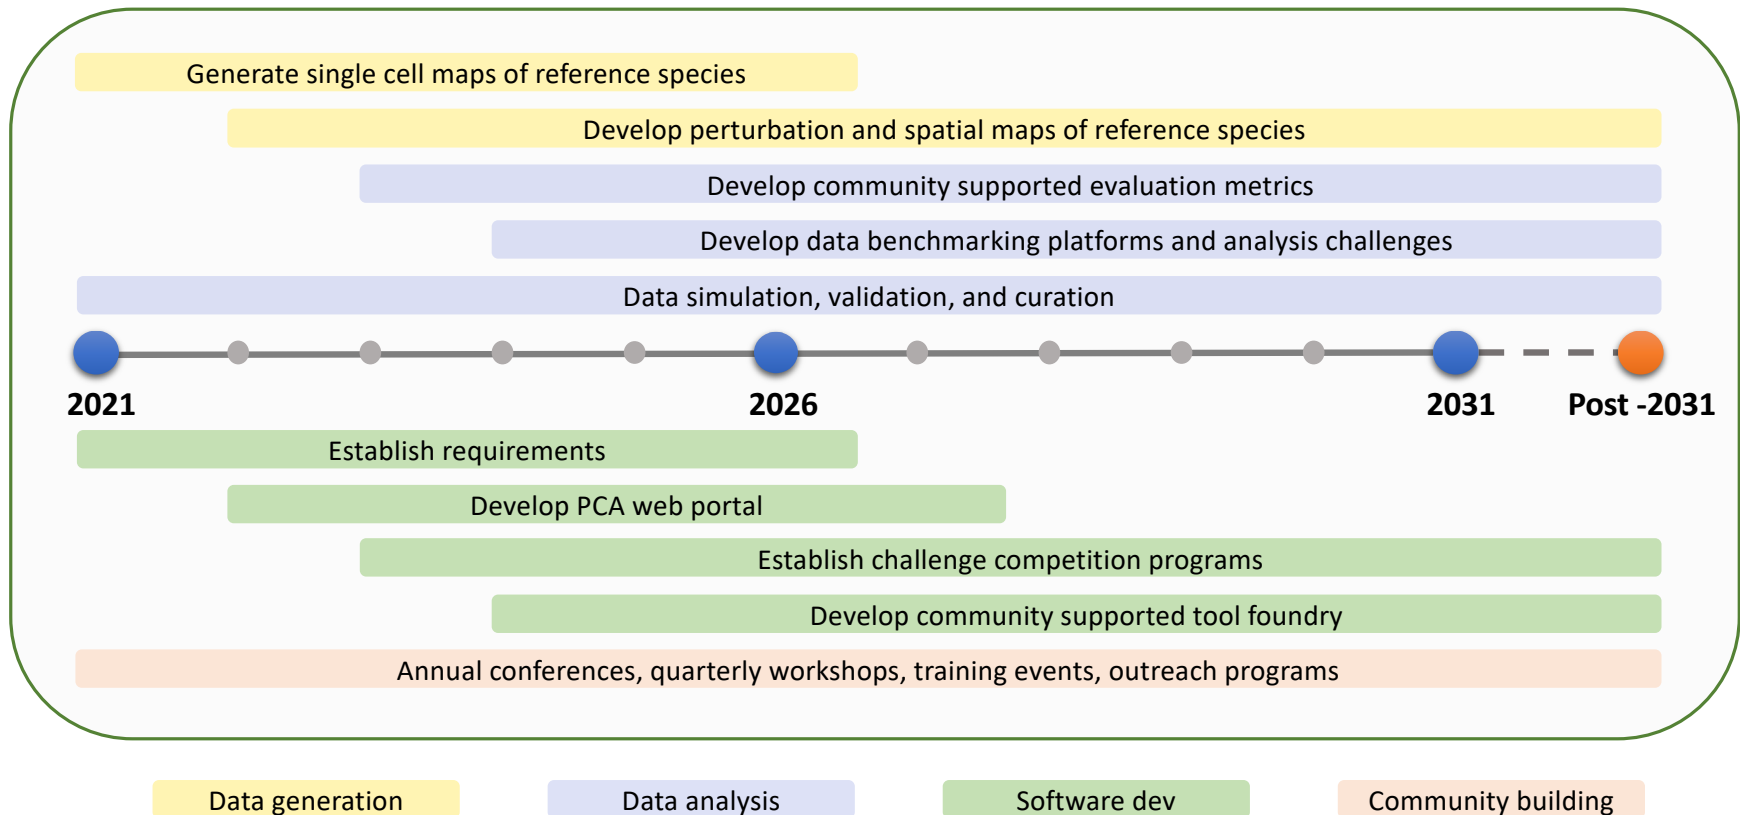 Generate single cell maps of reference species
Develop perturbation and spatial maps of reference species
Develop community supported evaluation metrics
Develop data benchmarking platforms and analysis challenges
Data simulation, validation, and curation
2021
2026
2031
Post -2031
Establish requirements
Develop PCA web portal
Establish challenge competition programs
Develop community supported tool foundry
Annual conferences, quarterly workshops, training events, outreach programs
Data generation
Data analysis
Software dev
Community building